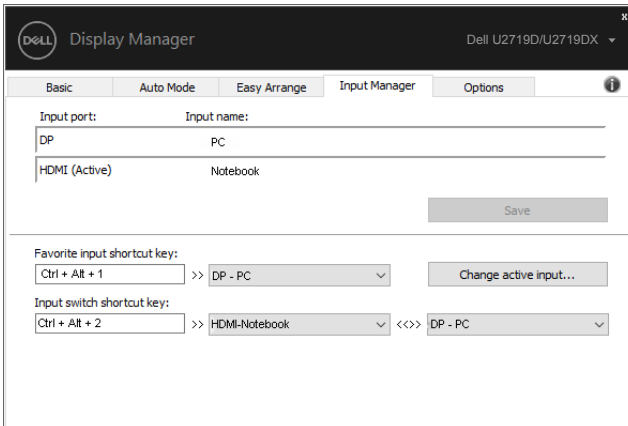 x
DELL Display Manager Dell U2719D/U2719DX
Basic Auto Mode Easy Arrange Input Manager Options i
Input port: Input name:
DP PC
HDMI (Active) Notebook
Save
Favorite input shortcut key:
Ctrl + Alt + 1 >> DP - PC Change active input...
Input switch shortcut key:
Ctrl + Alt + 2 >> HDMI-Notebook <<>> DP - PC